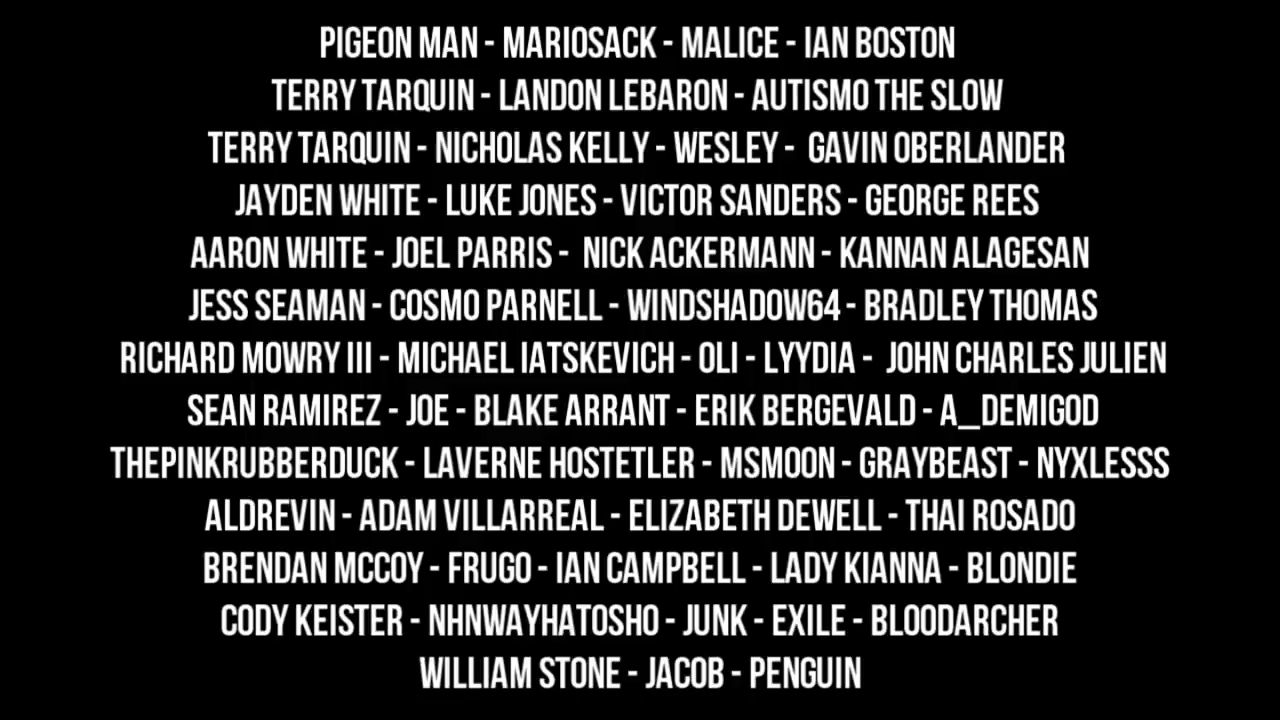 PIGEON MAN - MARIOSACK - MALICE - IAN BOSTON
TERRY TARQUIN - LANDON LEBARON - AUTISMO THE SLOW
TERRY TARQUIN - NICHOLAS KELLY - WESLEY -  GAVIN OBERLANDER
JAYDEN WHITE - LUKE JONES - VICTOR SANDERS - GEORGE REES
AARON WHITE - JOEL PARRIS -  NICK ACKERMANN - KANNAN ALAGESAN
JESS SEAMAN - COSMO PARNELL - WINDSHADOW64 - BRADLEY THOMAS
RICHARD MOWRY III - MICHAEL IATSKEVICH - OLI - LYYDIA -  JOHN CHARLES JULIEN
SEAN RAMIREZ - JOE - BLAKE ARRANT - ERIK BERGEVALD - A_DEMIGOD
THEPINKRUBBERDUCK - LAVERNE HOSTETLER - MSMOON - GRAYBEAST - NYXLESSS
ALDREVIN - ADAM VILLARREAL - ELIZABETH DEWELL - THAI ROSADO
BRENDAN MCCOY - FRUGO - IAN CAMPBELL - LADY KIANNA - BLONDIE
CODY KEISTER - NHNWAYHATOSHO - JUNK - EXILE - BLOODARCHER
WILLIAM STONE - JACOB - PENGUIN